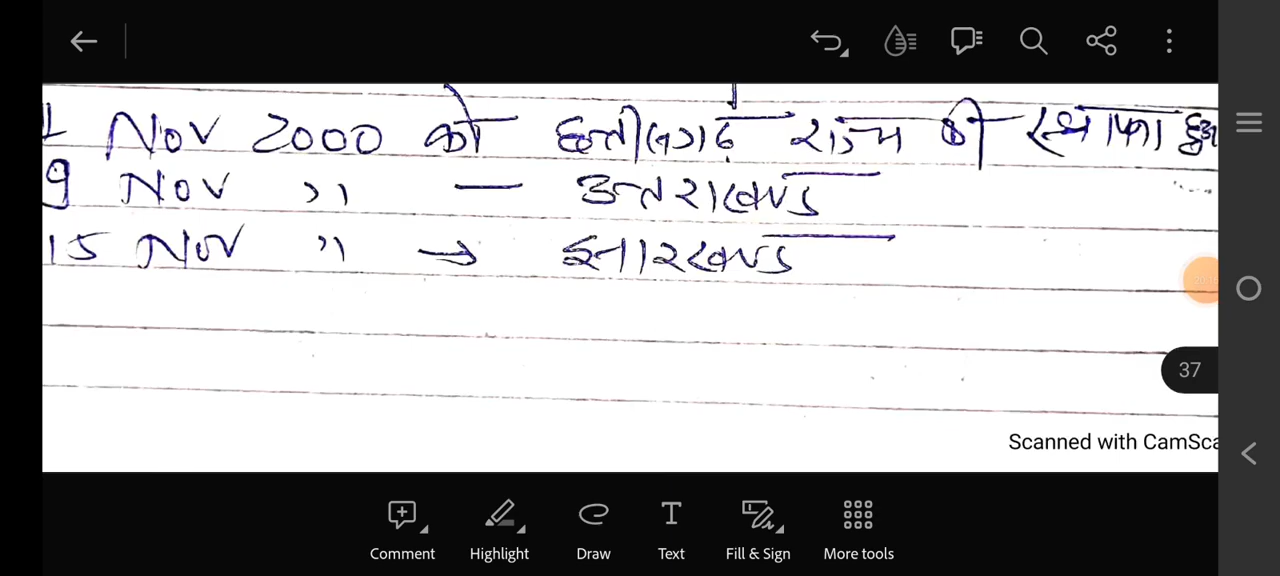 1 Nov 2000 को छत्तीसगढ़ राज्य की स्थापना हुआ
9 Nov " — उत्तराखण्ड
15 Nov " → झारखण्ड
37
Scanned with CamSca
Comment Highlight Draw Text Fill & Sign More tools